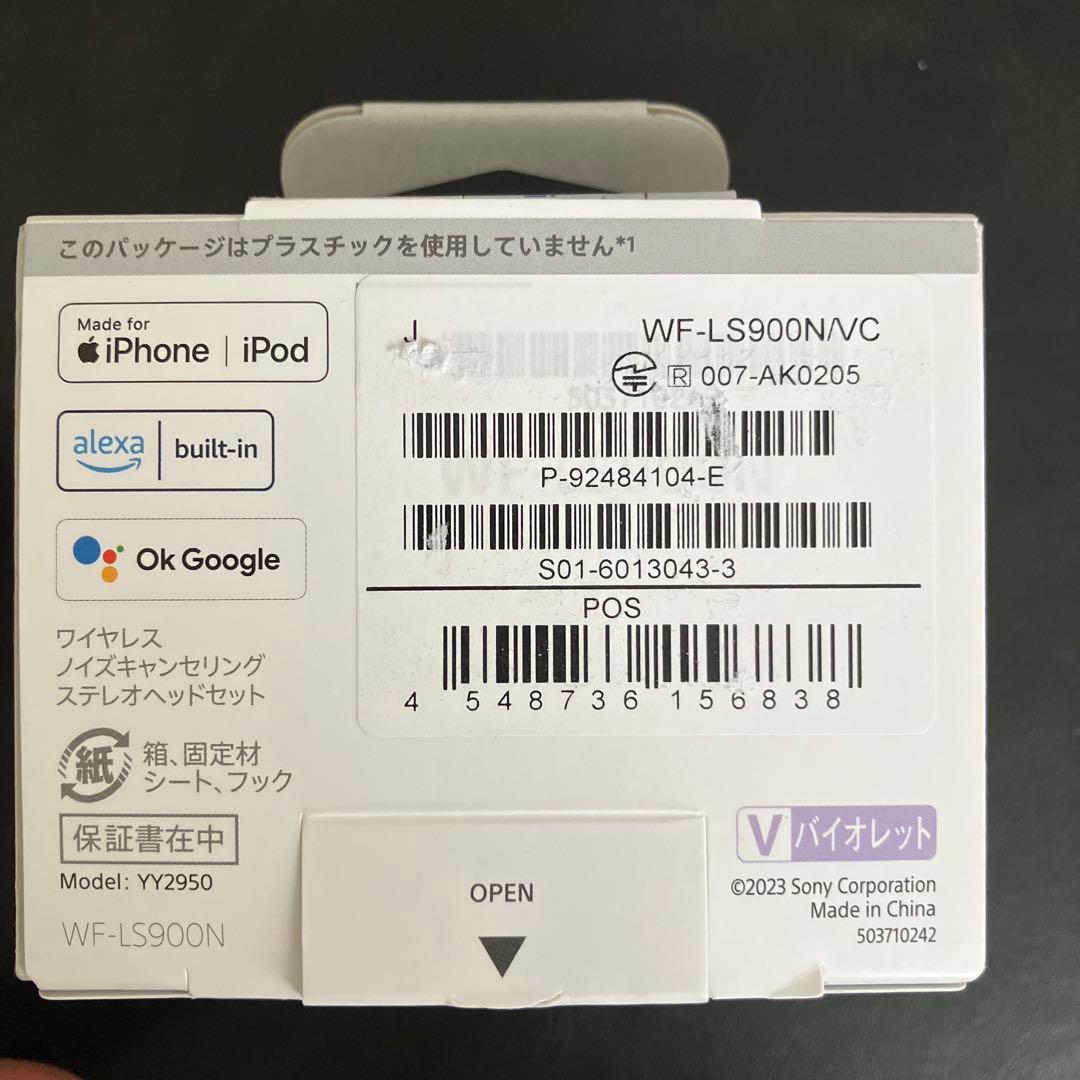 このパッケージはプラスチックを使用していません*1
Made for
iPhone | iPod
alexa | built-in
Ok Google
ワイヤレス
ノイズキャンセリング
ステレオヘッドセット
紙
箱、固定材
シート、フック
保証書在中
Model: YY2950
WF-LS900N
J
WF-LS900N/VC
R 007-AK0205
P-92484104-E
S01-6013043-3
POS
4 548736 156838
OPEN
V バイオレット
©2023 Sony Corporation
Made in China
503710242